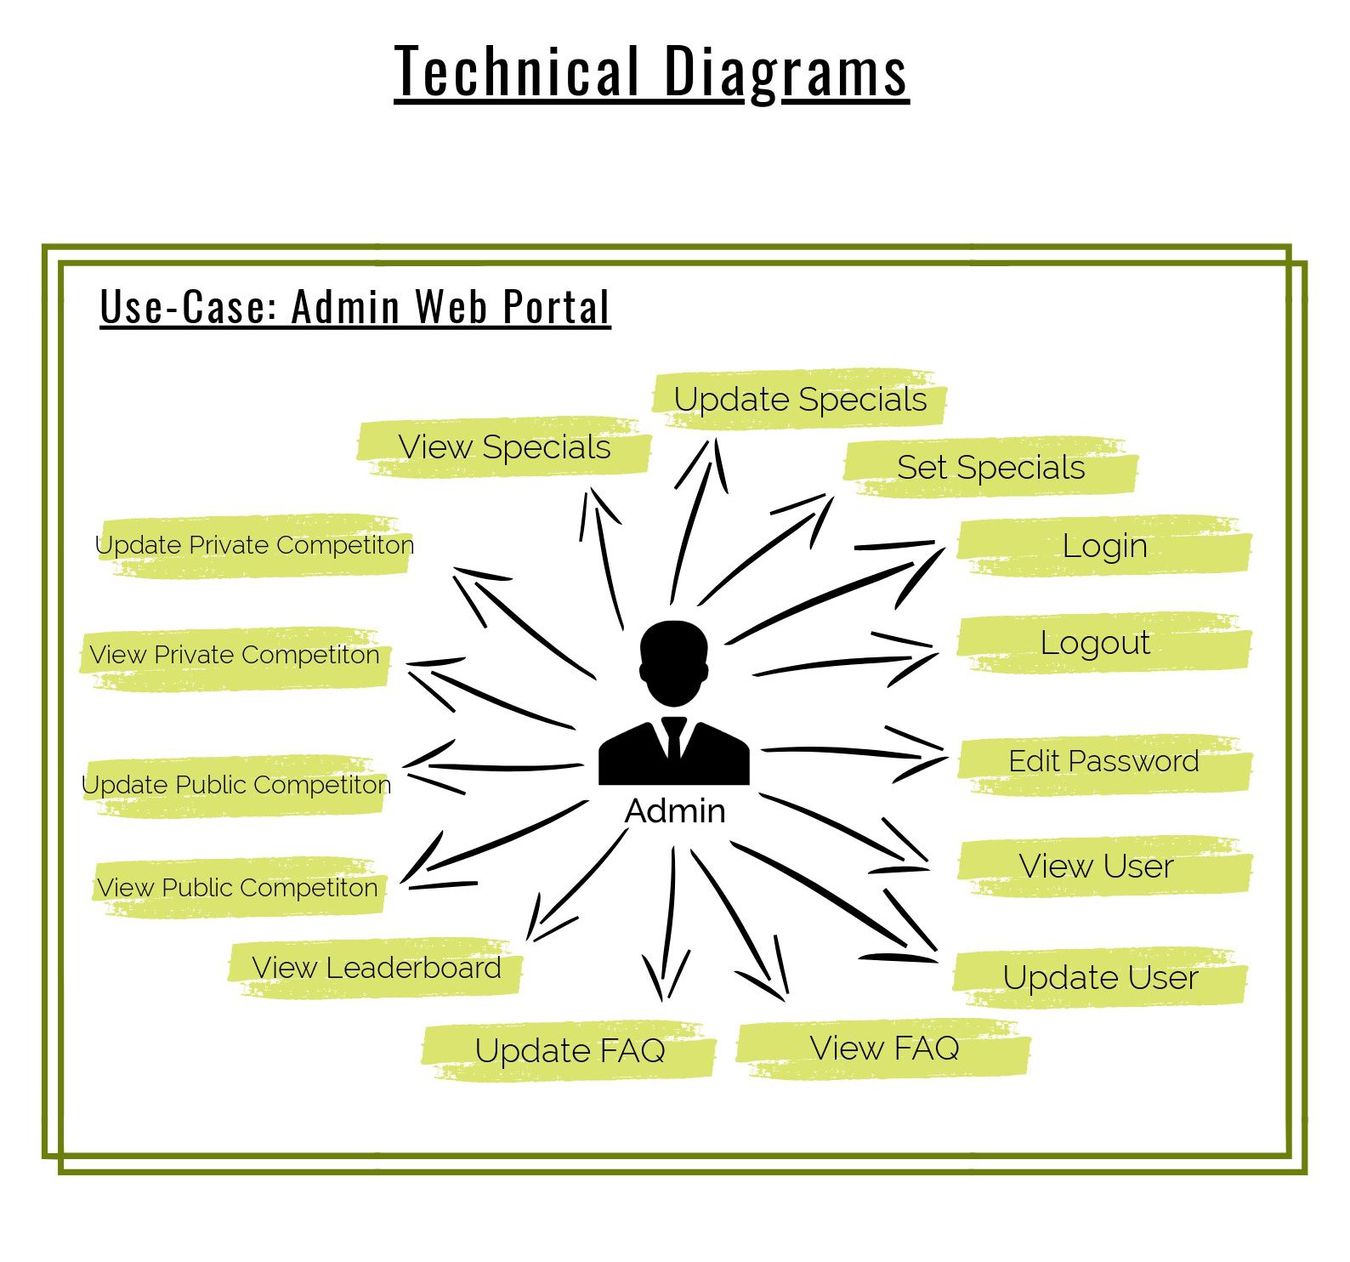 Technical Diagrams
Use-Case: Admin Web Portal
Update Specials
View Specials
Set Specials
Update Private Competiton
Login
View Private Competiton
Logout
Update Public Competiton
Edit Password
Admin
View Public Competiton
View User
View Leaderboard
Update User
Update FAQ
View FAQ